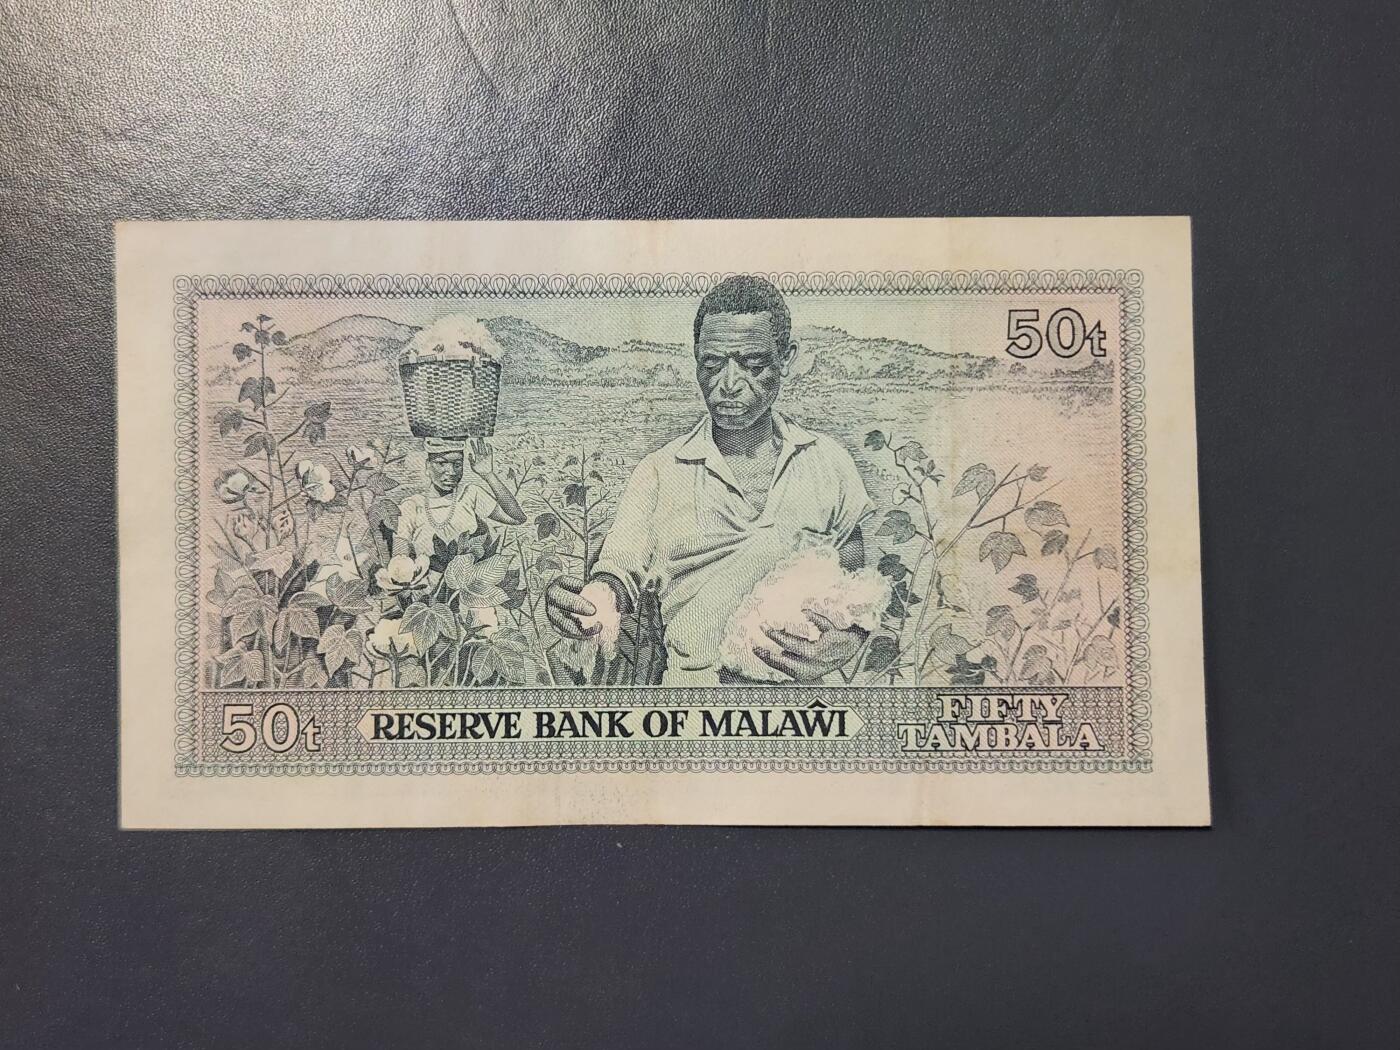 50t
50t
RESERVE BANK OF MALAŴI
FIFTY
TAMBALA